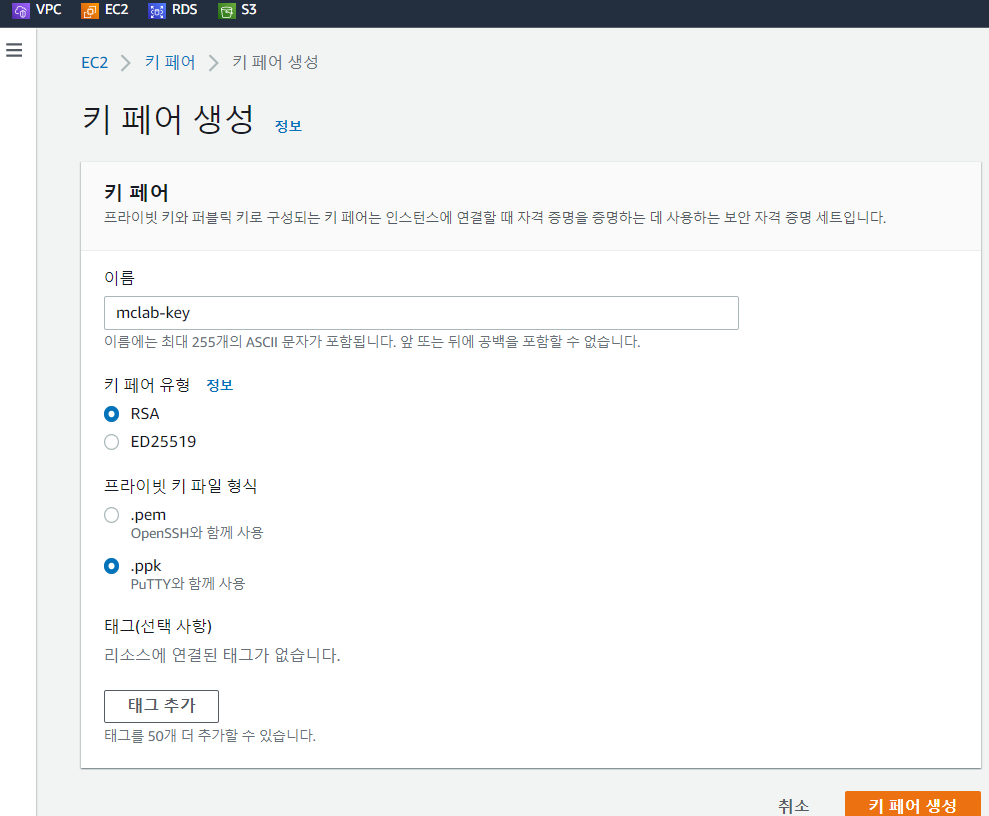 VPC EC2 RDS S3
EC2 키 페어 키 페어 생성
키 페어 생성 정보
키 페어
프라이빗 키와 퍼블릭 키로 구성되는 키 페어는 인스턴스에 연결할 때 자격 증명을 증명하는 데 사용하는 보안 자격 증명 세트입니다.
이름
mclab-key
이름에는 최대 255개의 ASCII 문자가 포함됩니다. 앞 또는 뒤에 공백을 포함할 수 없습니다.
키 페어 유형 정보
RSA
ED25519
프라이빗 키 파일 형식
.pem
OpenSSH와 함께 사용
.ppk
PuTTY와 함께 사용
태그(선택 사항)
리소스에 연결된 태그가 없습니다.
태그 추가
태그를 50개 더 추가할 수 있습니다.
취소 키 페어 생성